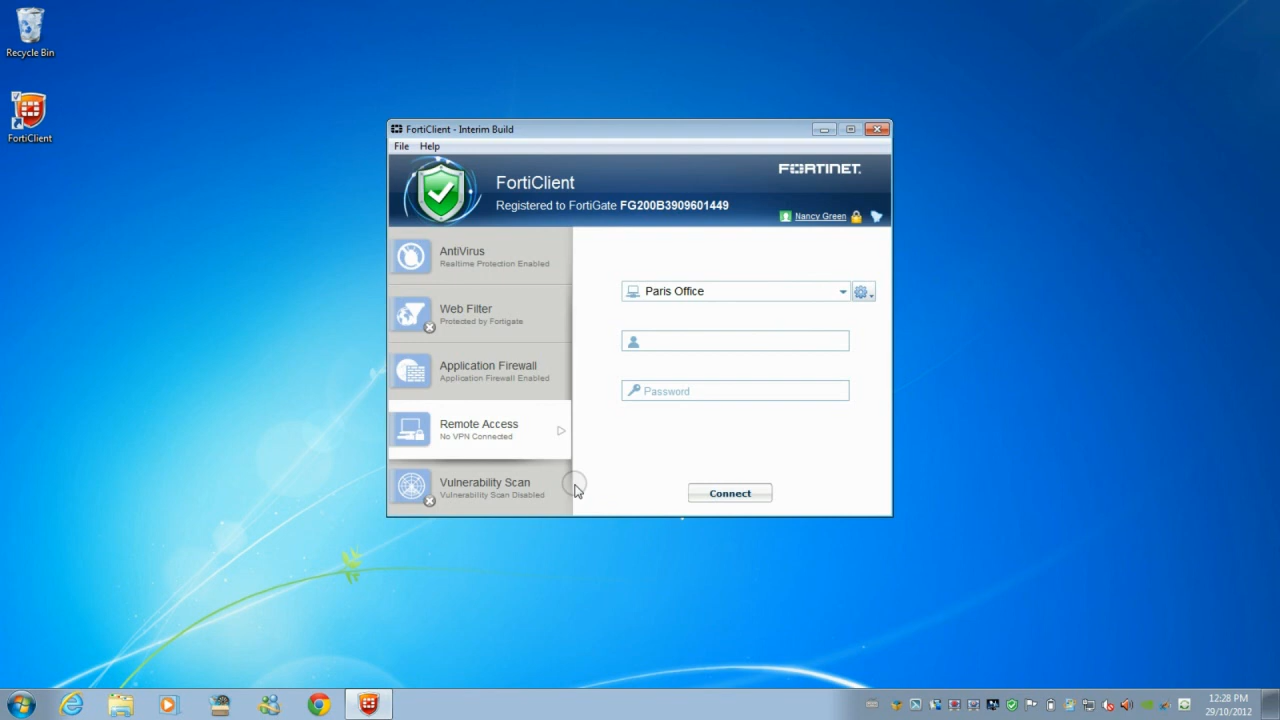 Recycle Bin
FortiClient
FortiClient - Interim Build
File Help
FORTINET
FortiClient
Registered to FortiGate FG200B3909601449
Nancy Green
AntiVirus
Realtime Protection Enabled
Web Filter
Protected by Fortigate
Application Firewall
Application Firewall Enabled
Remote Access
No VPN Connected
Vulnerability Scan
Vulnerability Scan Disabled
Paris Office
Password
Connect
12:28 PM
29/10/2012